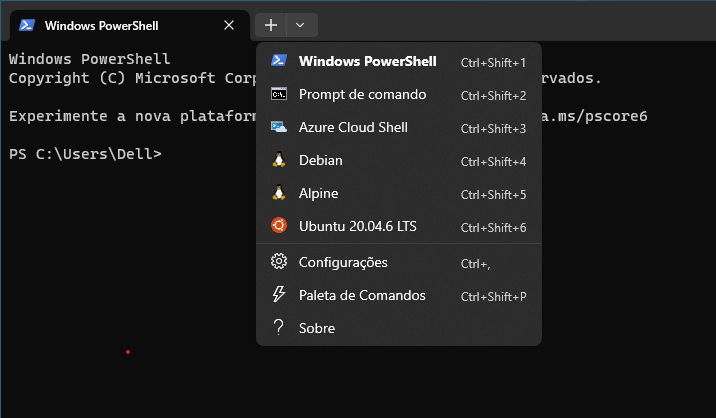 Windows PowerShell
Windows PowerShell
Copyright (C) Microsoft Corp
rvados.
Experimente a nova plataform
a.ms/pscore6
PS C:\Users\Dell>
Windows PowerShell Ctrl+Shift+1
Prompt de comando Ctrl+Shift+2
Azure Cloud Shell Ctrl+Shift+3
Debian Ctrl+Shift+4
Alpine Ctrl+Shift+5
Ubuntu 20.04.6 LTS Ctrl+Shift+6
Configurações Ctrl+,
Paleta de Comandos Ctrl+Shift+P
Sobre